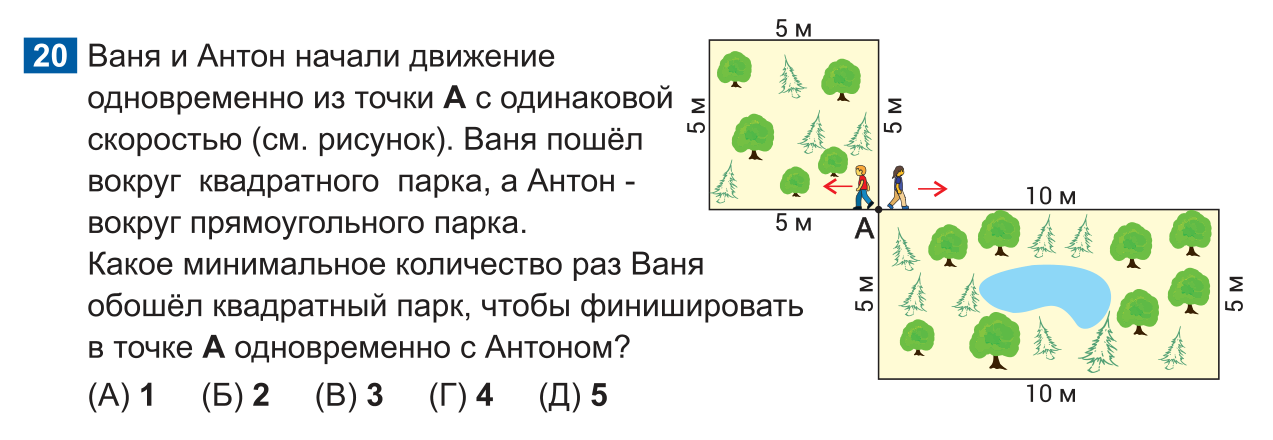 20 Ваня и Антон начали движение
одновременно из точки А с одинаковой
скоростью (см. рисунок). Ваня пошёл
вокруг квадратного парка, а Антон -
вокруг прямоугольного парка.
Какое минимальное количество раз Ваня
обошёл квадратный парк, чтобы финишировать
в точке А одновременно с Антоном?
(А) 1 (Б) 2 (В) 3 (Г) 4 (Д) 5
5 м
5 м
5 м
5 м
А
10 м
5 м
5 м
10 м